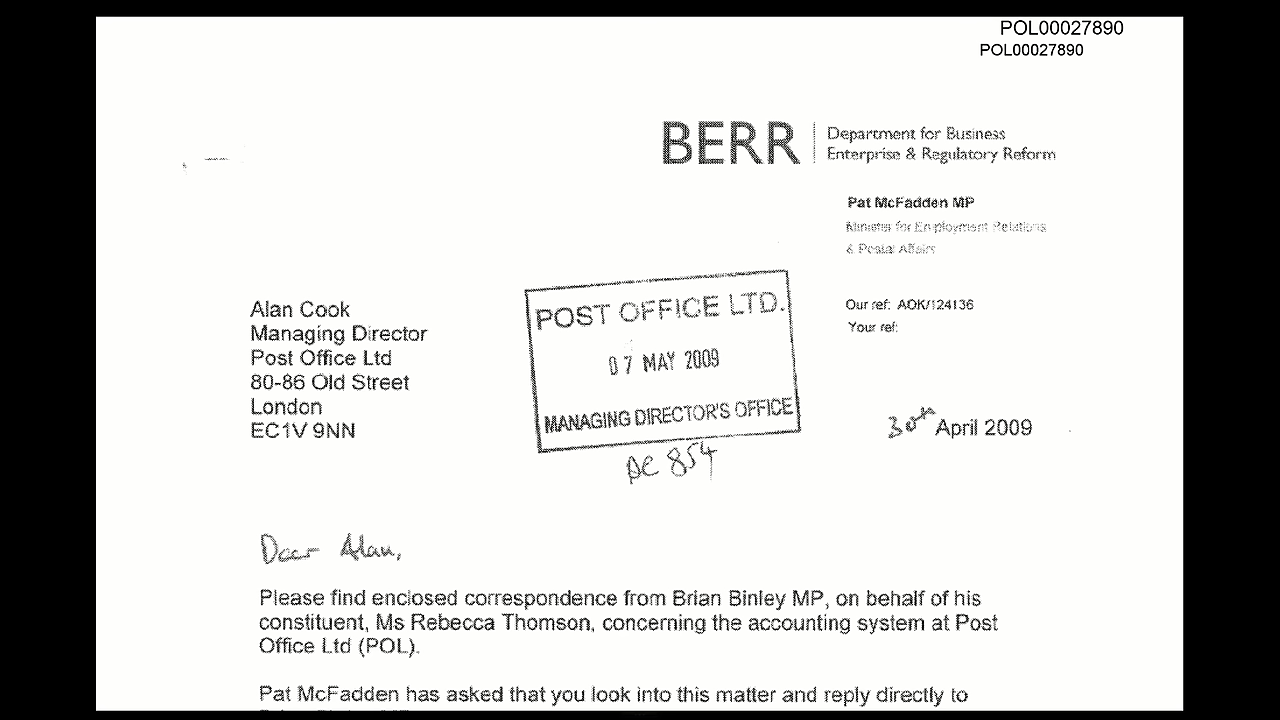 POL00027890
POL00027890
BERR
Department for Business
Enterprise & Regulatory Reform
Pat McFadden MP
Minister for Employment Relations
& Postal Affairs
Alan Cook
Managing Director
Post Office Ltd
80-86 Old Street
London
EC1V 9NN
POST OFFICE LTD.
07 MAY 2009
MANAGING DIRECTOR'S OFFICE
854
Our ref: AOK/124136
Your ref:
30th April 2009
Dear Alan,
Please find enclosed correspondence from Brian Binley MP, on behalf of his
constituent, Ms Rebecca Thomson, concerning the accounting system at Post
Office Ltd (POL).
Pat McFadden has asked that you look into this matter and reply directly to